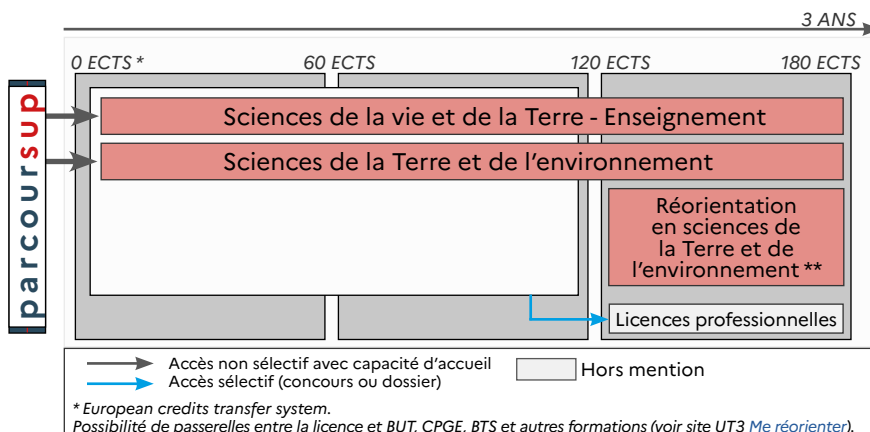 3 ANS
0 ECTS *
60 ECTS
120 ECTS
180 ECTS
parcoursup
Sciences de la vie et de la Terre - Enseignement
Sciences de la Terre et de l'environnement
Réorientation
en sciences de
la Terre et de
l'environnement **
Licences professionnelles
Accès non sélectif avec capacité d'accueil
Accès sélectif (concours ou dossier)
Hors mention
* European credits transfer system.
Possibilité de passerelles entre la licence et BUT, CPGE, BTS et autres formations (voir site UT3 Me réorienter).